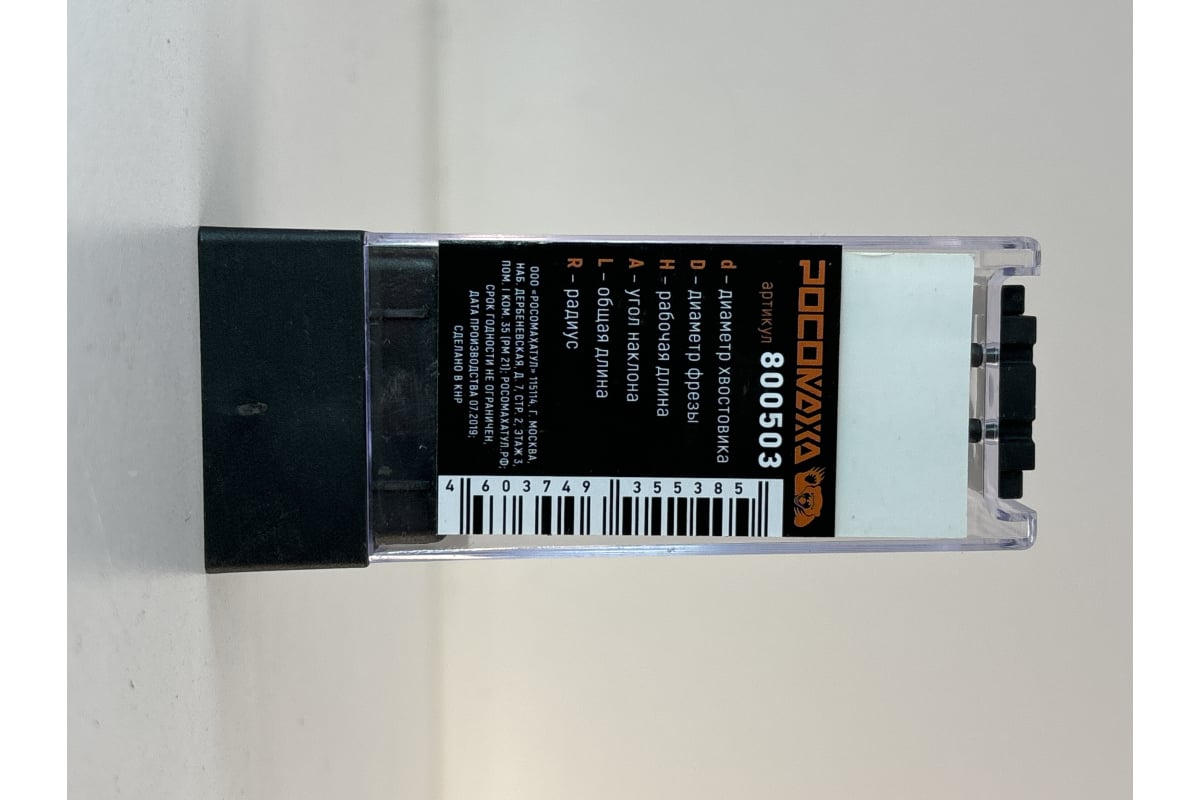 РОСОМАХА
артикул 800503
d – диаметр хвостовика
D – диаметр фрезы
H – рабочая длина
A – угол наклона
L – общая длина
R – радиус
ООО «РОСОМАХАТУЛ» 115114, Г. МОСКВА,
НАБ. ДЕРБЕНЕВСКАЯ, Д. 7, СТР. 2, ЭТАЖ 3,
ПОМ. I КОМ. 35 (РМ 21); РОСОМАХАТУЛ.РФ;
СРОК ГОДНОСТИ НЕ ОГРАНИЧЕН,
ДАТА ПРОИЗВОДСТВА 07.2019;
СДЕЛАНО В КНР
4 603749 355385